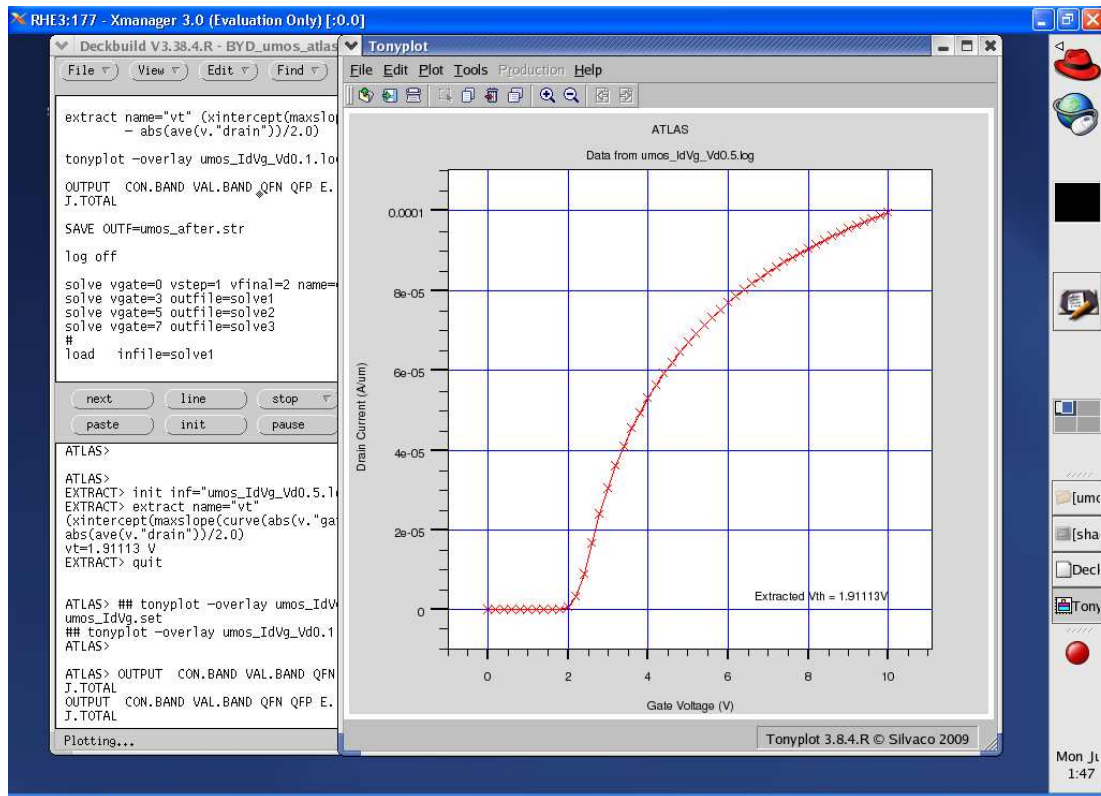 RHE3:177 - Xmanager 3.0 (Evaluation Only) [:0.0]
Deckbuild V3.38.4.R - BYD_umos_atlas
File View Edit Find
extract name="vt" (xintercept(maxslo
- abs(ave(v."drain"))/2.0)
tonyplot -overlay umos_IdVg_Vd0.1.lo
OUTPUT CON.BAND VAL.BAND QFN QFP E.
J.TOTAL
SAVE OUTF=umos_after.str
log off
solve vgate=0 vstep=1 vfinal=2 name=
solve vgate=3 outfile=solve1
solve vgate=5 outfile=solve2
solve vgate=7 outfile=solve3
#
load infile=solve1
next line stop
paste init pause
ATLAS>
ATLAS>
EXTRACT> init inf="umos_IdVg_Vd0.5.l
EXTRACT> extract name="vt"
(xintercept(maxslope(curve(abs(v."ga
abs(ave(v."drain"))/2.0)
vt=1.91113 V
EXTRACT> quit
ATLAS> ## tonyplot -overlay umos_IdV
umos_IdVg.set
## tonyplot -overlay umos_IdVg_Vd0.1
ATLAS>
ATLAS> OUTPUT CON.BAND VAL.BAND QFN
J.TOTAL
OUTPUT CON.BAND VAL.BAND QFN QFP E.
J.TOTAL
Plotting...
Tonyplot
File Edit Plot Tools Production Help
ATLAS
Data from umos_IdVg_Vd0.5.log
Drain Current (A/um)
0.0001
8e-05
6e-05
4e-05
2e-05
0
Extracted Vth = 1.91113V
0 2 4 6 8 10
Gate Voltage (V)
Tonyplot 3.8.4.R © Silvaco 2009
[umo
[sha
Decl
Tony
Mon Ju
1:47